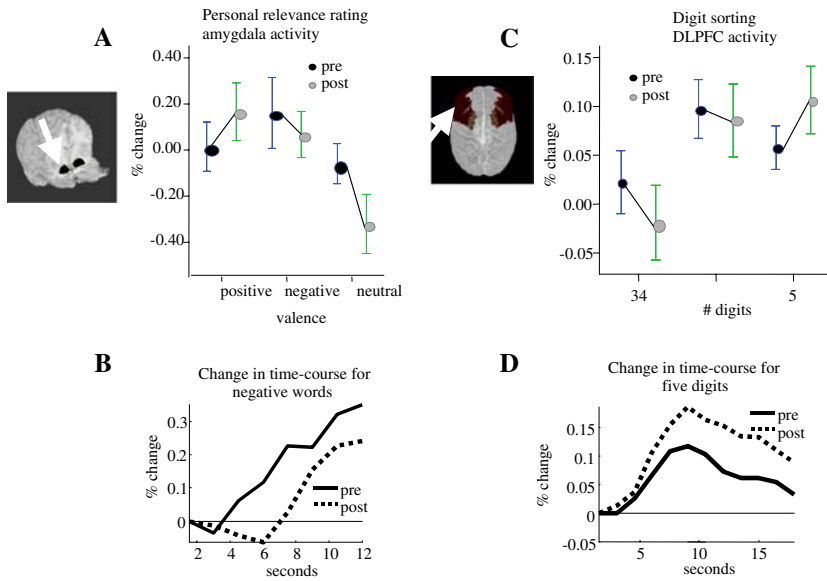 A
Personal relevance rating
amygdala activity
% change
0.40
0.20
0.00
-0.20
-0.40
pre
post
positive
negative
neutral
valence
C
Digit sorting
DLPFC activity
% change
0.15
0.10
0.05
0.00
-0.05
pre
post
34
5
# digits
B
Change in time-course for
negative words
% change
0.3
0.2
0.1
0
pre
post
2
4
6
8
10
12
seconds
D
Change in time-course for
five digits
% change
0.15
0.1
0.05
0
-0.05
pre
post
5
10
15
seconds